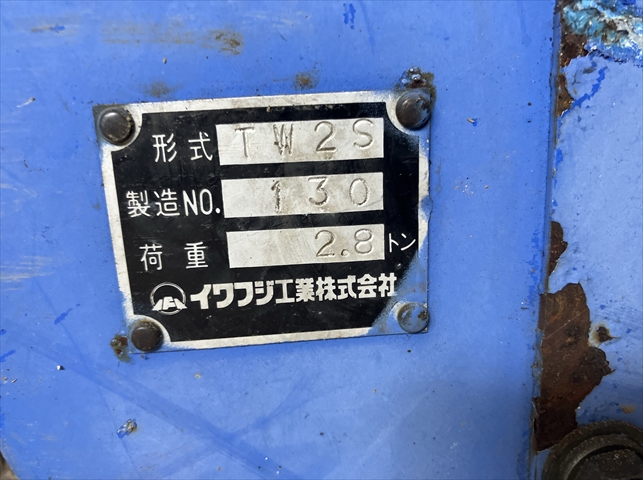 形式 TW2S
製造NO. 130
荷重 2.8トン
イワフジ工業株式会社